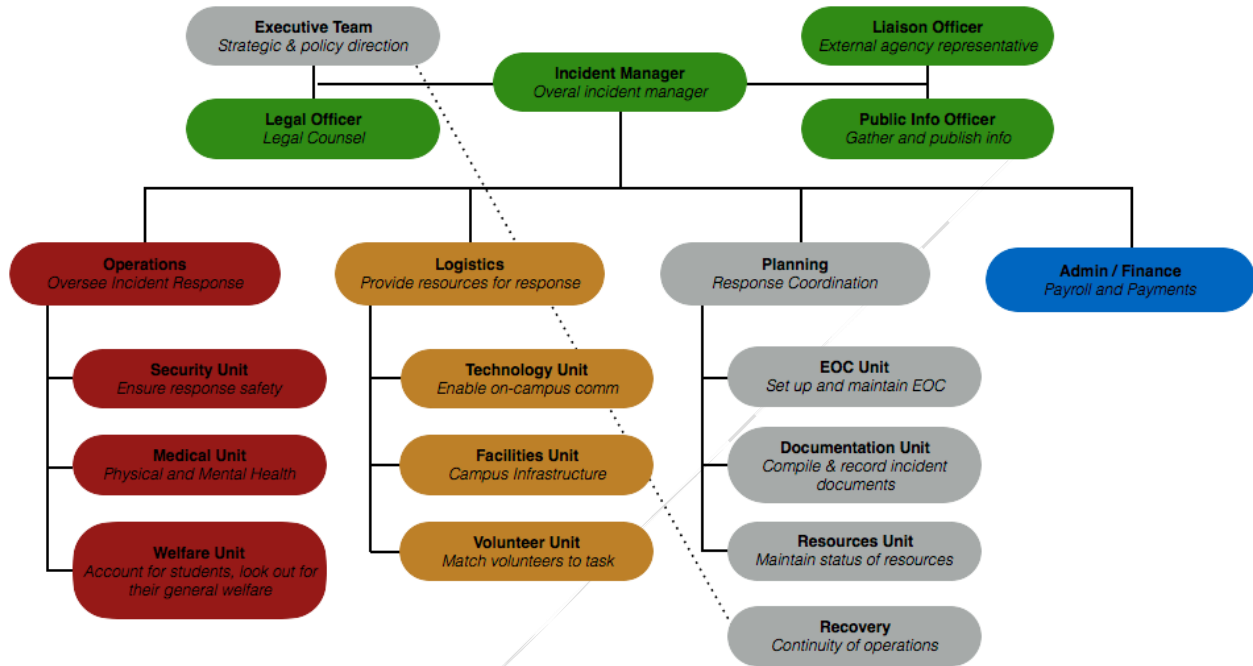 Executive Team
Strategic & policy direction
Liaison Officer
External agency representative
Incident Manager
Overal incident manager
Legal Officer
Legal Counsel
Public Info Officer
Gather and publish info
Operations
Oversee Incident Response
Logistics
Provide resources for response
Planning
Response Coordination
Admin / Finance
Payroll and Payments
Security Unit
Ensure response safety
Medical Unit
Physical and Mental Health
Welfare Unit
Account for students, look out for
their general welfare
Technology Unit
Enable on-campus comm
Facilities Unit
Campus Infrastructure
Volunteer Unit
Match volunteers to task
EOC Unit
Set up and maintain EOC
Documentation Unit
Compile & record incident
documents
Resources Unit
Maintain status of resources
Recovery
Continuity of operations